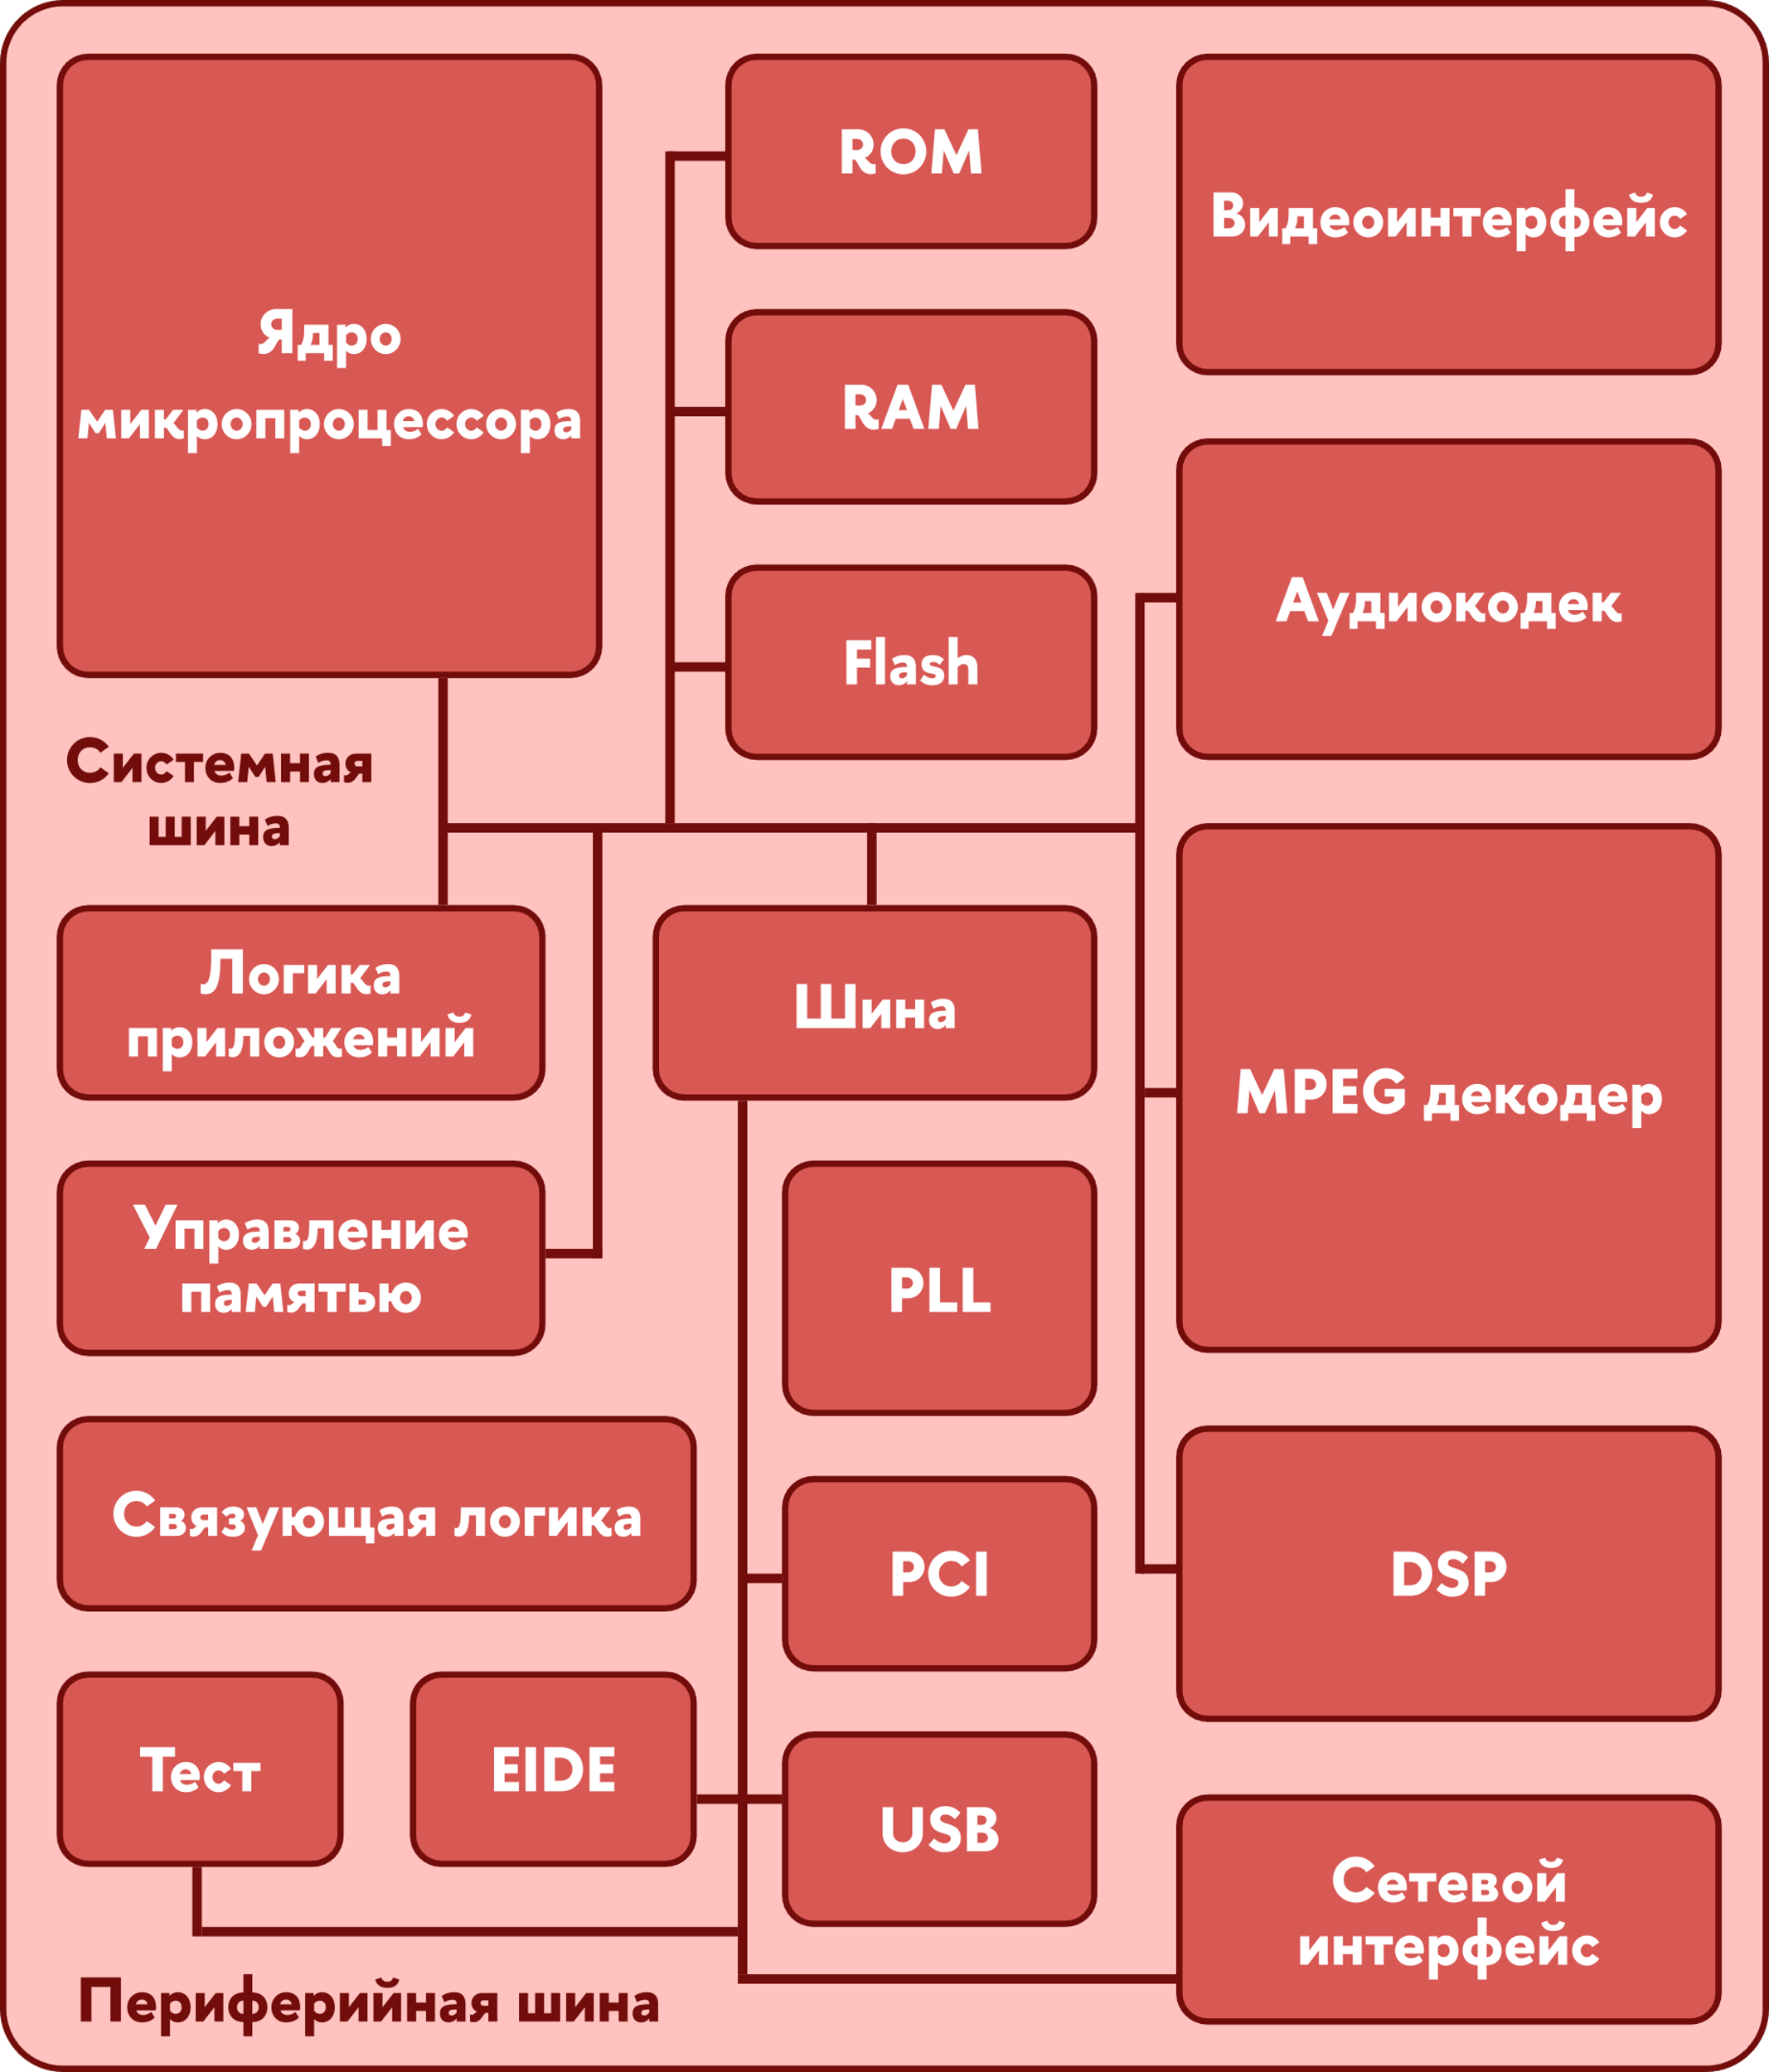 ROM
Видеоинтерфейс
Ядро
микропроцессора
RAM
Аудиокодек
Flash
Системная
шина
Логика
приложений
Шина
MPEG декодер
Управление
памятью
PLL
Связующая логика
PCI
DSP
Тест
EIDE
USB
Сетевой
интерфейс
Периферийная шина